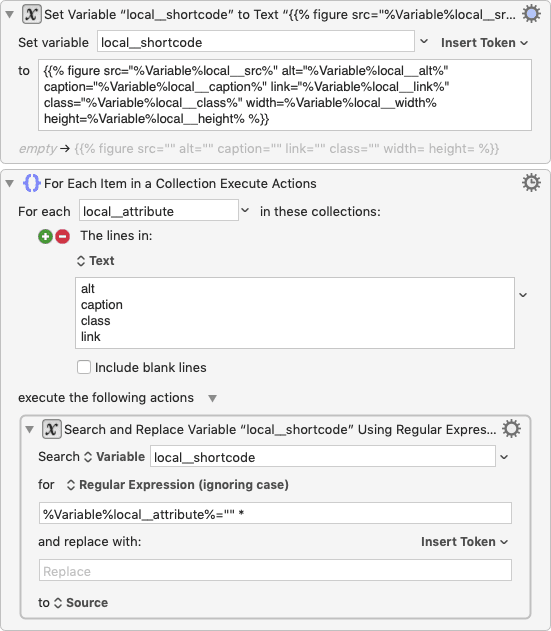 Set Variable “local__shortcode” to Text “{{% figure src="%Variable%local__sr...
Set variable local__shortcode Insert Token
to {{% figure src="%Variable%local__src%" alt="%Variable%local__alt%"
caption="%Variable%local__caption%" link="%Variable%local__link%"
class="%Variable%local__class%" width=%Variable%local__width%
height=%Variable%local__height% %}}
empty → {{% figure src="" alt="" caption="" link="" class="" width= height= %}}
For Each Item in a Collection Execute Actions
For each local__attribute in these collections:
The lines in:
Text
alt
caption
class
link
Include blank lines
execute the following actions
Search and Replace Variable “local__shortcode” Using Regular Expres...
Search Variable local__shortcode
for Regular Expression (ignoring case)
%Variable%local__attribute%="" *
and replace with: Insert Token
Replace
to Source